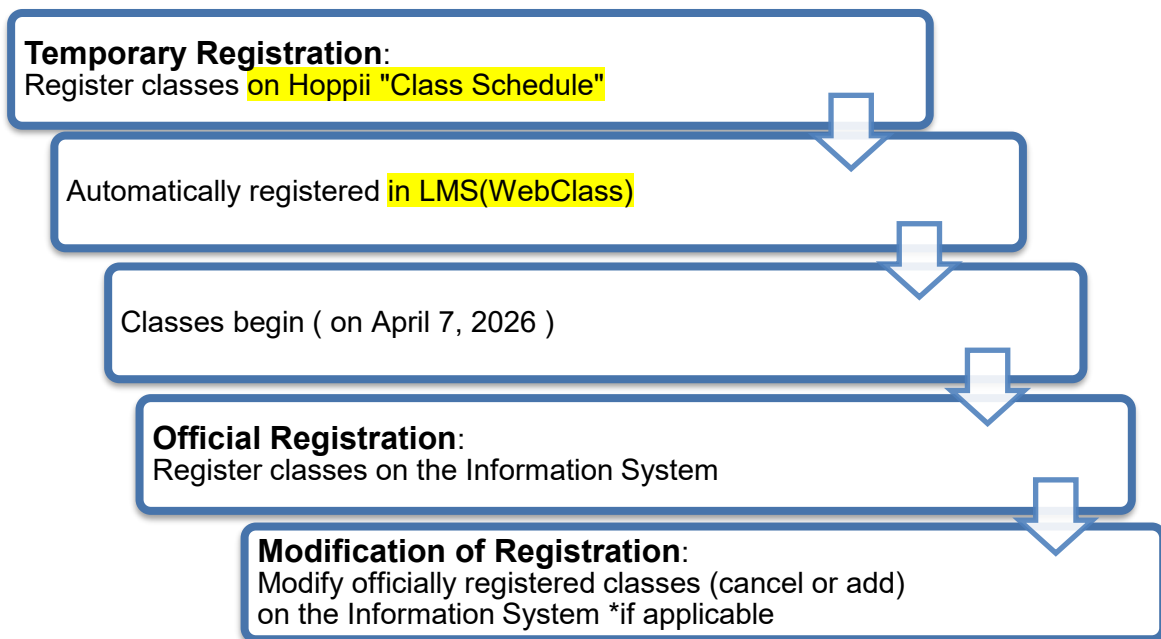 Temporary Registration:
Register classes on Hoppii "Class Schedule"
Automatically registered in LMS(WebClass)
Classes begin ( on April 7, 2026 )
Official Registration:
Register classes on the Information System
Modification of Registration:
Modify officially registered classes (cancel or add)
on the Information System *if applicable